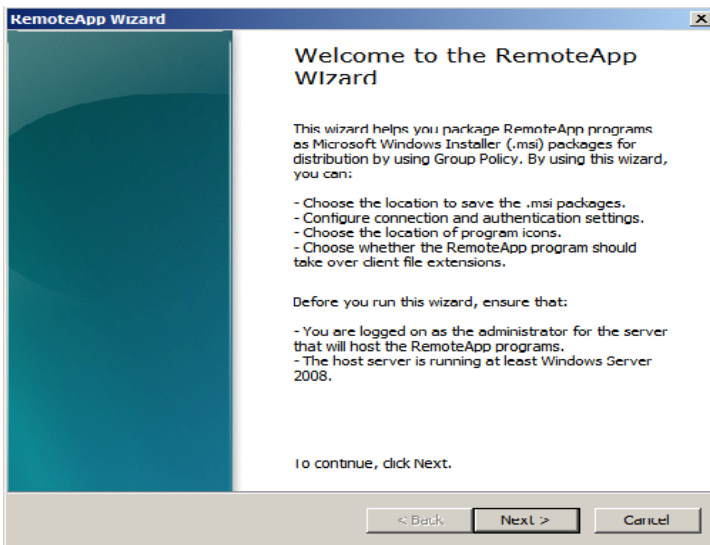 RemoteApp Wizard
Welcome to the RemoteApp
Wizard
This wizard helps you package RemoteApp programs
as Microsoft Windows Installer (.msi) packages for
distribution by using Group Policy. By using this wizard,
you can:
- Choose the location to save the .msi packages.
- Configure connection and authentication settings.
- Choose the location of program icons.
- Choose whether the RemoteApp program should
take over client file extensions.
Before you run this wizard, ensure that:
- You are logged on as the administrator for the server
that will host the RemoteApp programs.
- The host server is running at least Windows Server
2008.
To continue, click Next.
< Back
Next >
Cancel